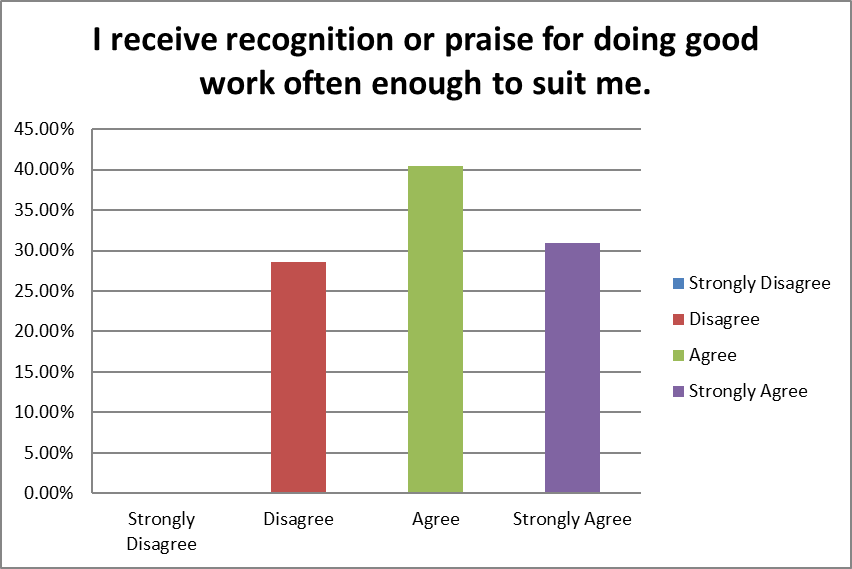 I receive recognition or praise for doing good
work often enough to suit me.
45.00%
40.00%
35.00%
30.00%
25.00%
20.00%
15.00%
10.00%
5.00%
0.00%
Strongly
Disagree
Disagree
Agree
Strongly Agree
Strongly Disagree
Disagree
Agree
Strongly Agree